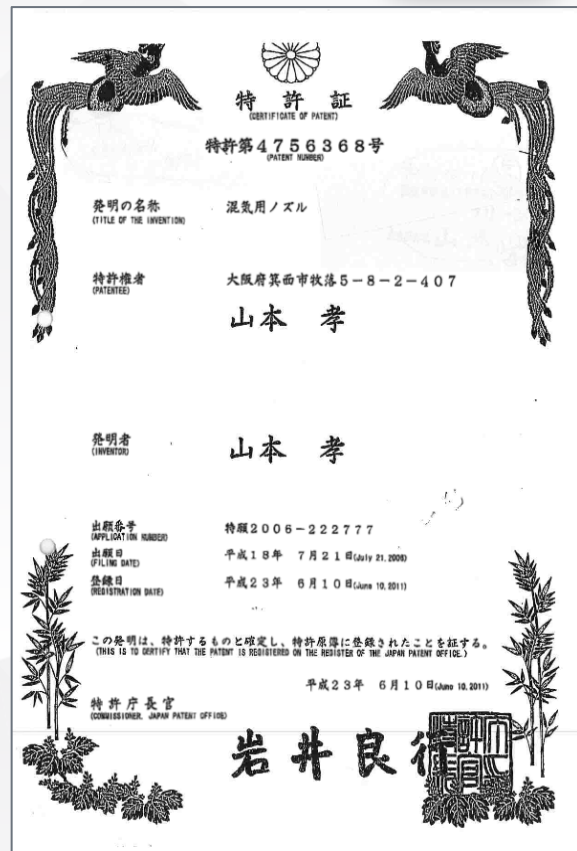 特許証
(CERTIFICATE OF PATENT)
特許第4756368号
(PATENT NUMBER)
発明の名称 混気用ノズル
(TITLE OF THE INVENTION)
特許権者 大阪府箕面市牧落5-8-2-407
(PATENTEE)
山本 孝
発明者 山本 孝
(INVENTOR)
出願番号 特願2006-222777
(APPLICATION NUMBER)
出願日 平成18年 7月21日(July 21,2006)
(FILING DATE)
登録日 平成23年 6月10日(June 10,2011)
(REGISTRATION DATE)
この発明は、特許するものと確定し、特許原簿に登録されたことを証する。
(THIS IS TO CERTIFY THAT THE PATENT IS REGISTERED ON THE REGISTER OF THE JAPAN PATENT OFFICE.)
平成23年 6月10日(June 10,2011)
特許庁長官
(COMMISSIONER, JAPAN PATENT OFFICE)
岩井良行